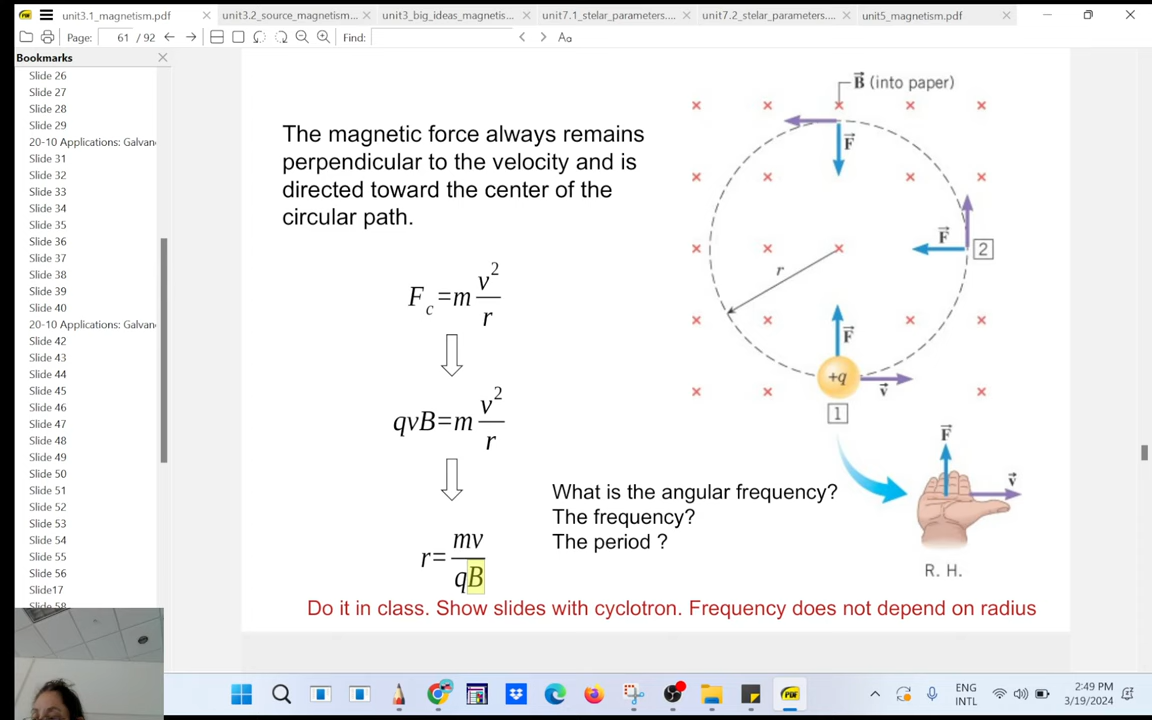 unit3.1_magnetism.pdf
unit3.2_source_magnetism...
unit3_big_ideas_magnetis...
unit7.1_stelar_parameters....
unit7.2_stelar_parameters....
unit5_magnetism.pdf
Page: 61 / 92
Find:
Aa
Bookmarks
Slide 26
Slide 27
Slide 28
Slide 29
20-10 Applications: Galvan
Slide 31
Slide 32
Slide 33
Slide 34
Slide 35
Slide 36
Slide 37
Slide 38
Slide 39
Slide 40
20-10 Applications: Galvan
Slide 42
Slide 43
Slide 44
Slide 45
Slide 46
Slide 47
Slide 48
Slide 49
Slide 50
Slide 51
Slide 52
Slide 53
Slide 54
Slide 55
Slide 56
Slide17
Slide 58
The magnetic force always remains
perpendicular to the velocity and is
directed toward the center of the
circular path.
F_c=m v^2/r
qvB=m v^2/r
r= mv/qB
B⃗ (into paper)
F⃗
F⃗
2
r
F⃗
+q
v⃗
1
F⃗
v⃗
R. H.
What is the angular frequency?
The frequency?
The period ?
Do it in class. Show slides with cyclotron. Frequency does not depend on radius
PDF
ENG
INTL
2:49 PM
3/19/2024